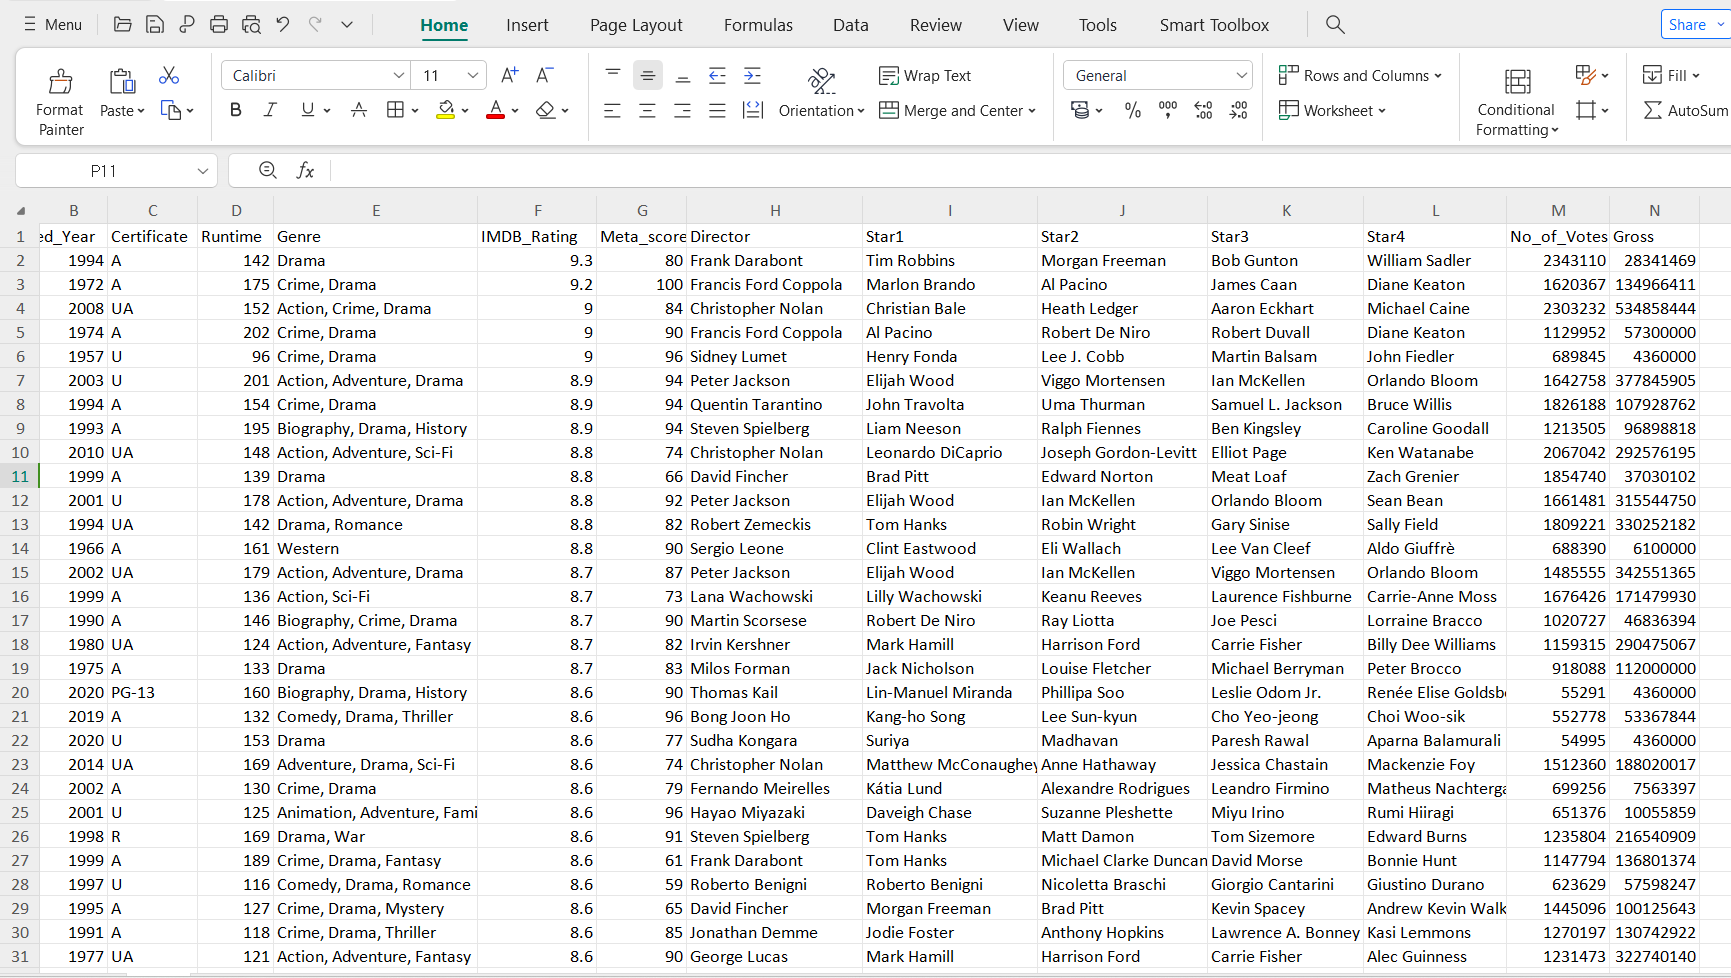 Menu Home Insert Page Layout Formulas Data Review View Tools Smart Toolbox Share
Calibri 11 A+ A- Wrap Text General Rows and Columns Fill
Format Painter Paste B I U A A Orientation Merge and Center % 000 Worksheet Conditional Formatting AutoSum
P11 fx
B C D E F G H I J K L M N
1 ed_Year Certificate Runtime Genre IMDB_Rating Meta_score Director Star1 Star2 Star3 Star4 No_of_Votes Gross
2 1994 A 142 Drama 9.3 80 Frank Darabont Tim Robbins Morgan Freeman Bob Gunton William Sadler 2343110 28341469
3 1972 A 175 Crime, Drama 9.2 100 Francis Ford Coppola Marlon Brando Al Pacino James Caan Diane Keaton 1620367 134966411
4 2008 UA 152 Action, Crime, Drama 9 84 Christopher Nolan Christian Bale Heath Ledger Aaron Eckhart Michael Caine 2303232 534858444
5 1974 A 202 Crime, Drama 9 90 Francis Ford Coppola Al Pacino Robert De Niro Robert Duvall Diane Keaton 1129952 57300000
6 1957 U 96 Crime, Drama 9 96 Sidney Lumet Henry Fonda Lee J. Cobb Martin Balsam John Fiedler 689845 4360000
7 2003 U 201 Action, Adventure, Drama 8.9 94 Peter Jackson Elijah Wood Viggo Mortensen Ian McKellen Orlando Bloom 1642758 377845905
8 1994 A 154 Crime, Drama 8.9 94 Quentin Tarantino John Travolta Uma Thurman Samuel L. Jackson Bruce Willis 1826188 107928762
9 1993 A 195 Biography, Drama, History 8.9 94 Steven Spielberg Liam Neeson Ralph Fiennes Ben Kingsley Caroline Goodall 1213505 96898818
10 2010 UA 148 Action, Adventure, Sci-Fi 8.8 74 Christopher Nolan Leonardo DiCaprio Joseph Gordon-Levitt Elliot Page Ken Watanabe 2067042 292576195
11 1999 A 139 Drama 8.8 66 David Fincher Brad Pitt Edward Norton Meat Loaf Zach Grenier 1854740 37030102
12 2001 U 178 Action, Adventure, Drama 8.8 92 Peter Jackson Elijah Wood Ian McKellen Orlando Bloom Sean Bean 1661481 315544750
13 1994 UA 142 Drama, Romance 8.8 82 Robert Zemeckis Tom Hanks Robin Wright Gary Sinise Sally Field 1809221 330252182
14 1966 A 161 Western 8.8 90 Sergio Leone Clint Eastwood Eli Wallach Lee Van Cleef Aldo Giuffrè 688390 6100000
15 2002 UA 179 Action, Adventure, Drama 8.7 87 Peter Jackson Elijah Wood Ian McKellen Viggo Mortensen Orlando Bloom 1485555 342551365
16 1999 A 136 Action, Sci-Fi 8.7 73 Lana Wachowski Lilly Wachowski Keanu Reeves Laurence Fishburne Carrie-Anne Moss 1676426 171479930
17 1990 A 146 Biography, Crime, Drama 8.7 90 Martin Scorsese Robert De Niro Ray Liotta Joe Pesci Lorraine Bracco 1020727 46836394
18 1980 UA 124 Action, Adventure, Fantasy 8.7 82 Irvin Kershner Mark Hamill Harrison Ford Carrie Fisher Billy Dee Williams 1159315 290475067
19 1975 A 133 Drama 8.7 83 Milos Forman Jack Nicholson Louise Fletcher Michael Berryman Peter Brocco 918088 112000000
20 2020 PG-13 160 Biography, Drama, History 8.6 90 Thomas Kail Lin-Manuel Miranda Phillipa Soo Leslie Odom Jr. Renée Elise Goldsb 55291 4360000
21 2019 A 132 Comedy, Drama, Thriller 8.6 96 Bong Joon Ho Kang-ho Song Lee Sun-kyun Cho Yeo-jeong Choi Woo-sik 552778 53367844
22 2020 U 153 Drama 8.6 77 Sudha Kongara Suriya Madhavan Paresh Rawal Aparna Balamurali 54995 4360000
23 2014 UA 169 Adventure, Drama, Sci-Fi 8.6 74 Christopher Nolan Matthew McConaughey Anne Hathaway Jessica Chastain Mackenzie Foy 1512360 188020017
24 2002 A 130 Crime, Drama 8.6 79 Fernando Meirelles Kátia Lund Alexandre Rodrigues Leandro Firmino Matheus Nachterga 699256 7563397
25 2001 U 125 Animation, Adventure, Fami 8.6 96 Hayao Miyazaki Daveigh Chase Suzanne Pleshette Miyu Irino Rumi Hiiragi 651376 10055859
26 1998 R 169 Drama, War 8.6 91 Steven Spielberg Tom Hanks Matt Damon Tom Sizemore Edward Burns 1235804 216540909
27 1999 A 189 Crime, Drama, Fantasy 8.6 61 Frank Darabont Tom Hanks Michael Clarke Duncan David Morse Bonnie Hunt 1147794 136801374
28 1997 U 116 Comedy, Drama, Romance 8.6 59 Roberto Benigni Roberto Benigni Nicoletta Braschi Giorgio Cantarini Giustino Durano 623629 57598247
29 1995 A 127 Crime, Drama, Mystery 8.6 65 David Fincher Morgan Freeman Brad Pitt Kevin Spacey Andrew Kevin Walk 1445096 100125643
30 1991 A 118 Crime, Drama, Thriller 8.6 85 Jonathan Demme Jodie Foster Anthony Hopkins Lawrence A. Bonney Kasi Lemmons 1270197 130742922
31 1977 UA 121 Action, Adventure, Fantasy 8.6 90 George Lucas Mark Hamill Harrison Ford Carrie Fisher Alec Guinness 1231473 322740140